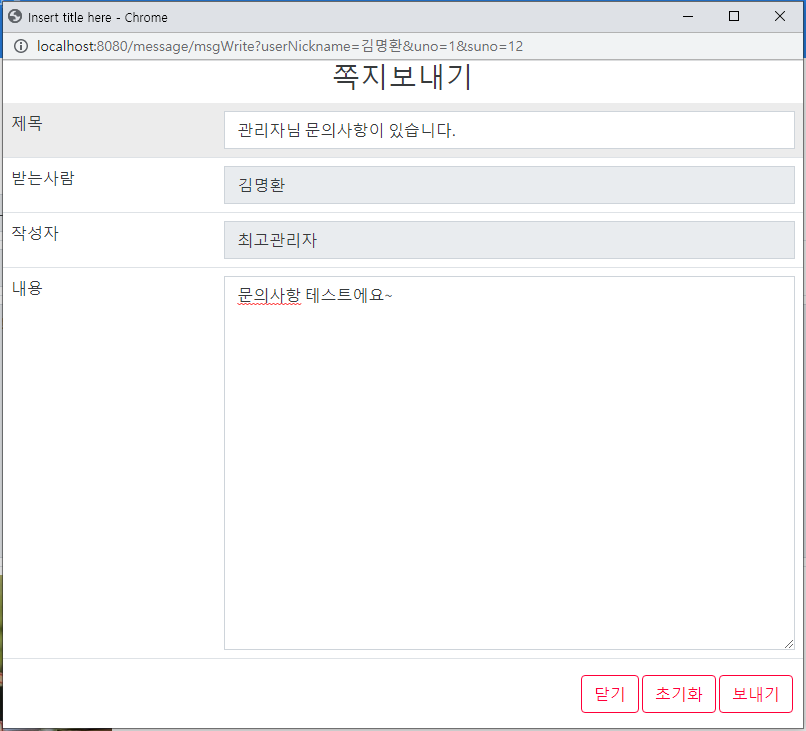 Insert title here - Chrome
localhost:8080/message/msgWrite?userNickname=김명환&uno=1&suno=12
쪽지보내기
제목 관리자님 문의사항이 있습니다.
받는사람 김명환
작성자 최고관리자
내용 문의사항 테스트에요~
닫기 초기화 보내기